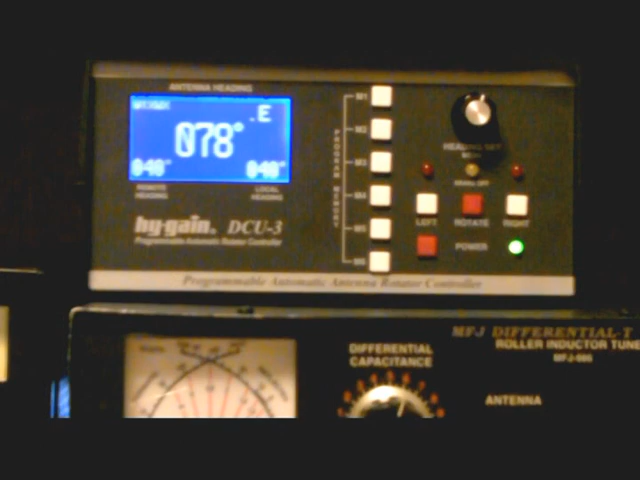 ANTENNA HEADING
E
078°
040° 040°
REMOTE HEADING
LOCAL HEADING
hy-gain. DCU-3
Programmable Automatic Rotator Controller
M1
M2
M3
M4
M5
M6
HEADING SET
LEFT ROTATE RIGHT
POWER
Programmable Automatic Antenna Rotator Controller
MFJ DIFFERENTIAL-T
ROLLER INDUCTOR TUNE
DIFFERENTIAL
CAPACITANCE
ANTENNA